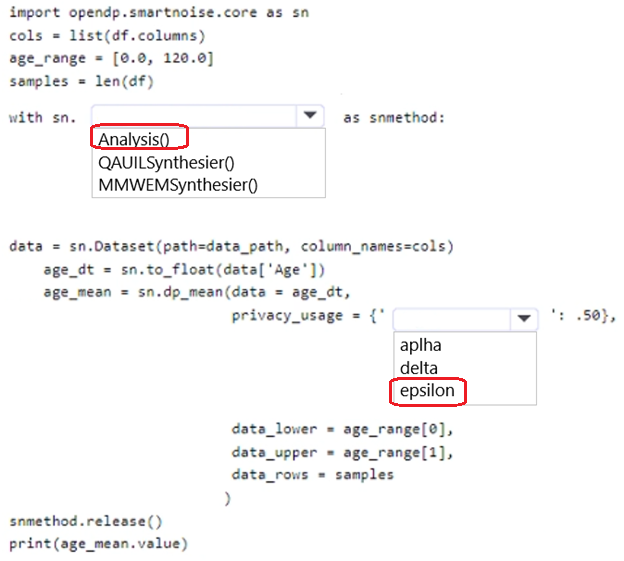 import opendp.smartnoise.core as sn
cols = list(df.columns)
age_range = [0.0, 120.0]
samples = len(df)
with sn. as snmethod:
Analysis()
QAUILSynthesier()
MMWEMSynthesier()
data = sn.Dataset(path=data_path, column_names=cols)
age_dt = sn.to_float(data['Age'])
age_mean = sn.dp_mean(data = age_dt,
privacy_usage = {' ': .50},
aplha
delta
epsilon
data_lower = age_range[0],
data_upper = age_range[1],
data_rows = samples
)
snmethod.release()
print(age_mean.value)